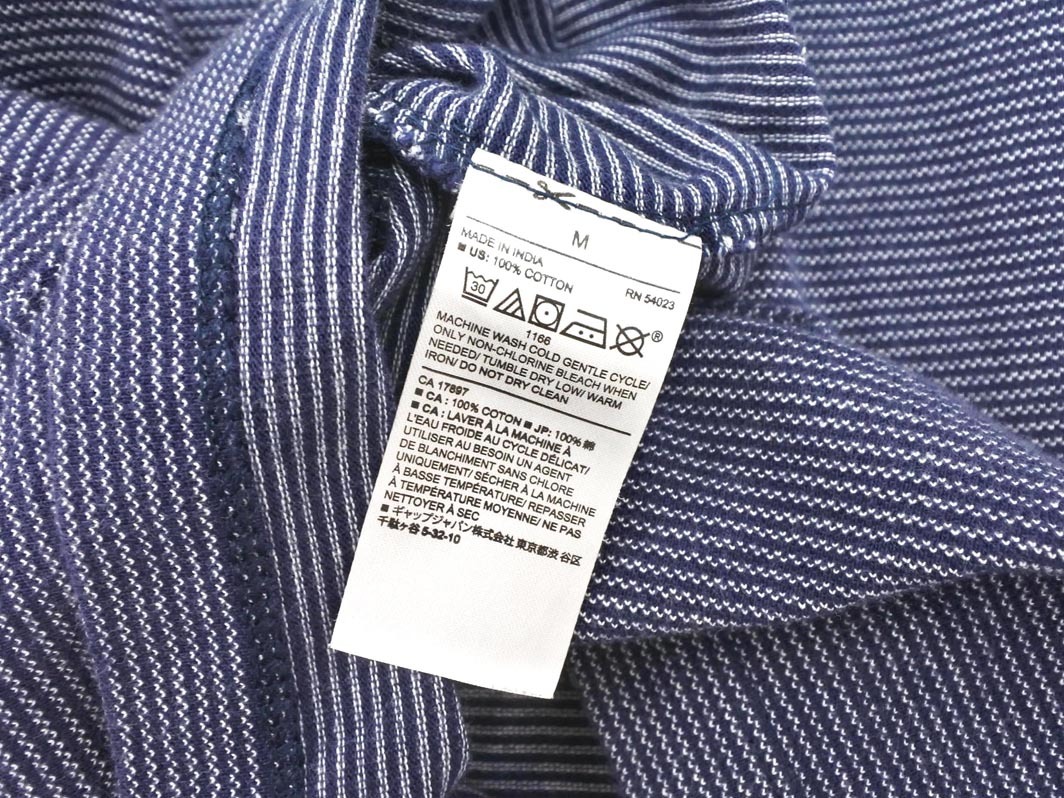 M
MADE IN INDIA
■ US: 100% COTTON
RN 54023
30
®
1166
MACHINE WASH COLD GENTLE CYCLE/
ONLY NON-CHLORINE BLEACH WHEN
NEEDED/ TUMBLE DRY LOW/ WARM
IRON/ DO NOT DRY CLEAN
CA 17897
■ CA : 100% COTON ■ JP: 100% 綿
■ CA : LAVER À LA MACHINE À
L'EAU FROIDE AU CYCLE DÉLICAT/
UTILISER AU BESOIN UN AGENT
DE BLANCHIMENT SANS CHLORE
UNIQUEMENT/ SÉCHER À LA MACHINE
À BASSE TEMPÉRATURE/ REPASSER
À TEMPÉRATURE MOYENNE/ NE PAS
NETTOYER À SEC
■ ギャップジャパン株式会社 東京都渋谷区
千駄ヶ谷 5-32-10